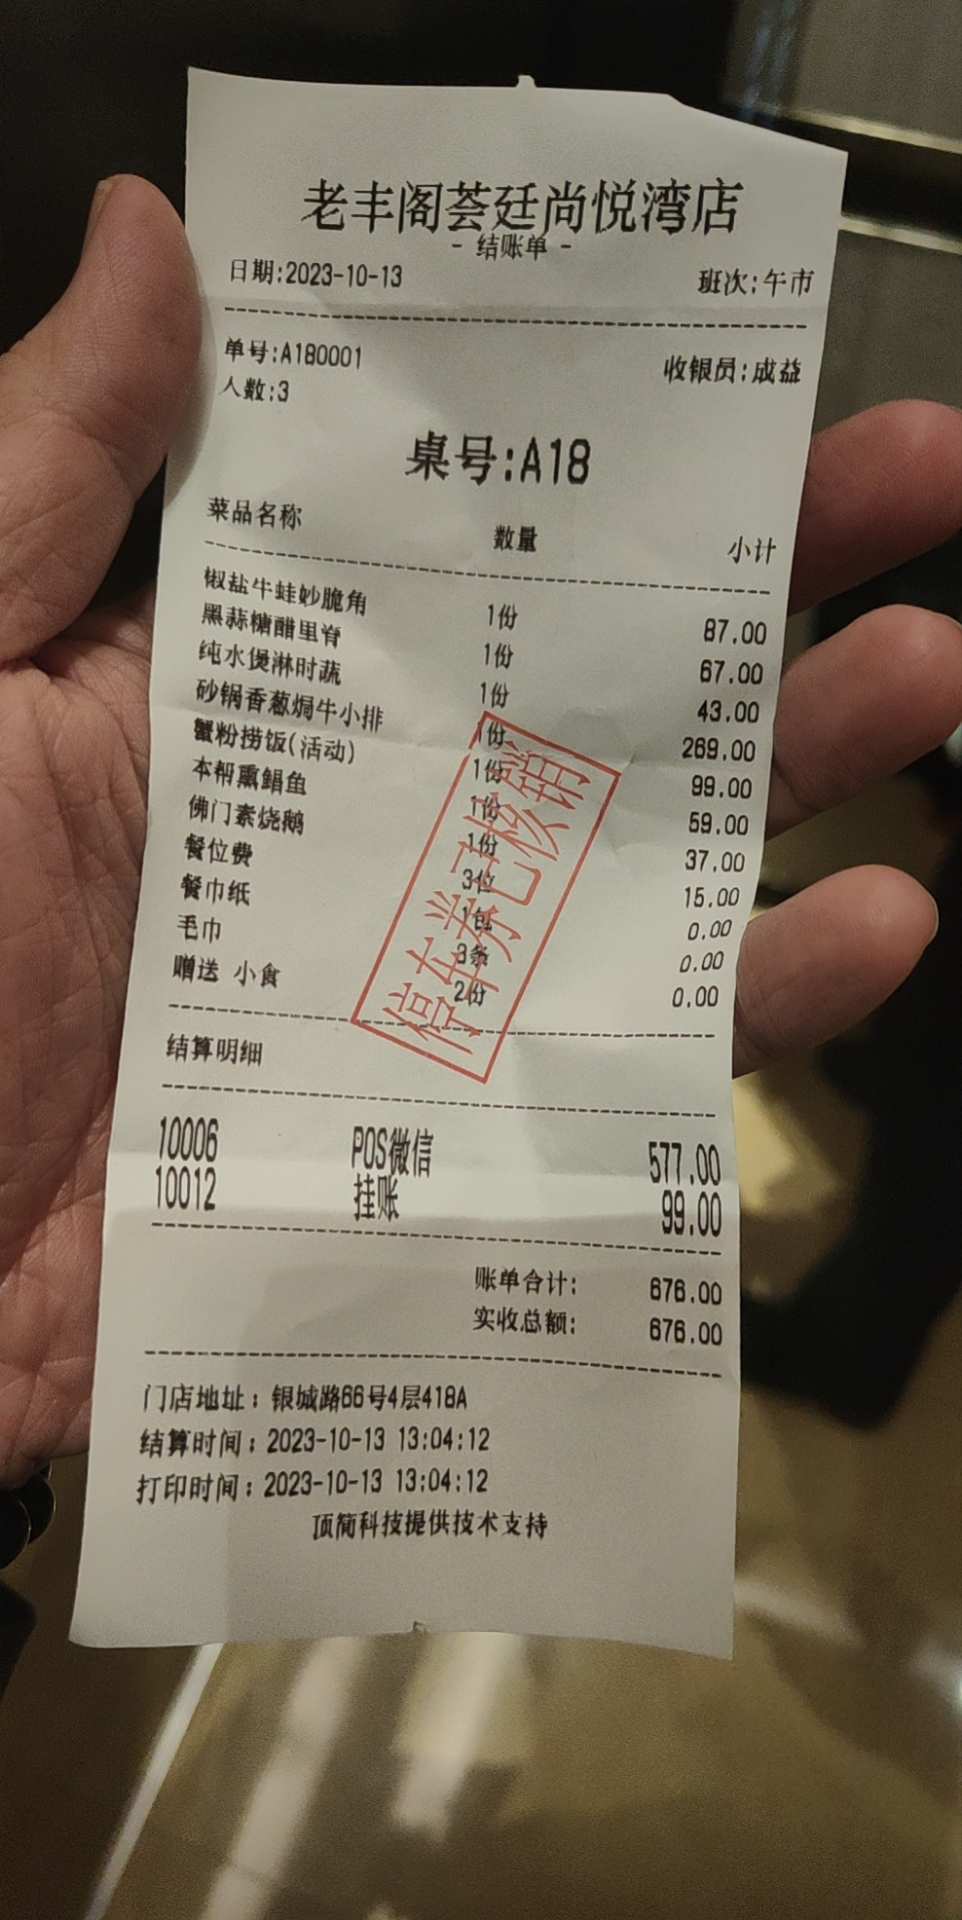 老丰阁荟廷尚悦湾店
- 结账单 -
日期:2023-10-13 班次:午市
单号:A180001 收银员:成益
人数:3
桌号:A18
菜品名称 数量 小计
椒盐牛蛙妙脆角 1份 87.00
黑蒜糖醋里脊 1份 67.00
纯水煲淋时蔬 1份 43.00
砂锅香葱焗牛小排 1份 269.00
蟹粉捞饭(活动) 1份 99.00
本帮熏鲳鱼 1份 59.00
佛门素烧鹅 1份 37.00
餐位费 3位 15.00
餐巾纸 1包 0.00
毛巾 3条 0.00
赠送 小食 2份 0.00
停车券已核销
结算明细
10006 POS微信 577.00
10012 挂账 99.00
账单合计: 676.00
实收总额: 676.00
门店地址：银城路66号4层418A
结算时间：2023-10-13 13:04:12
打印时间：2023-10-13 13:04:12
顶简科技提供技术支持